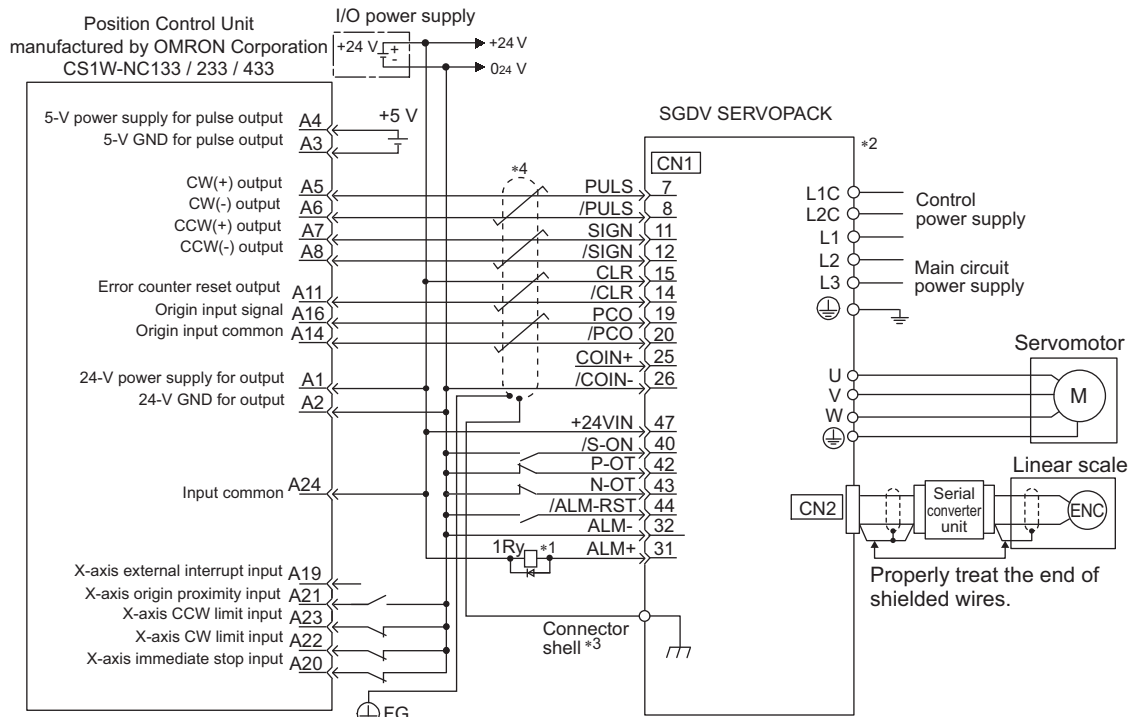 I/O power supply
Position Control Unit
manufactured by OMRON Corporation
CS1W-NC133 / 233 / 433
+24 V
+
-
+24 V
024 V
5-V power supply for pulse output A4
+5 V
5-V GND for pulse output A3
SGDV SERVOPACK
*2
CN1
*4
CW(+) output A5 PULS 7
CW(-) output A6 /PULS 8
CCW(+) output A7 SIGN 11
CCW(-) output A8 /SIGN 12
CLR 15
Error counter reset output A11 /CLR 14
Origin input signal A16 PCO 19
Origin input common A14 /PCO 20
COIN+ 25
24-V power supply for output A1 /COIN- 26
24-V GND for output A2
+24VIN 47
/S-ON 40
P-OT 42
Input common A24 N-OT 43
/ALM-RST 44
ALM- 32
1Ry *1 ALM+ 31
X-axis external interrupt input A19
X-axis origin proximity input A21
X-axis CCW limit input A23
X-axis CW limit input A22
X-axis immediate stop input A20
Connector
shell *3
FG
L1C
L2C
Control
power supply
L1
L2
L3
Main circuit
power supply
Servomotor
U
V
W
M
Linear scale
CN2
Serial
converter
unit
ENC
Properly treat the end of
shielded wires.